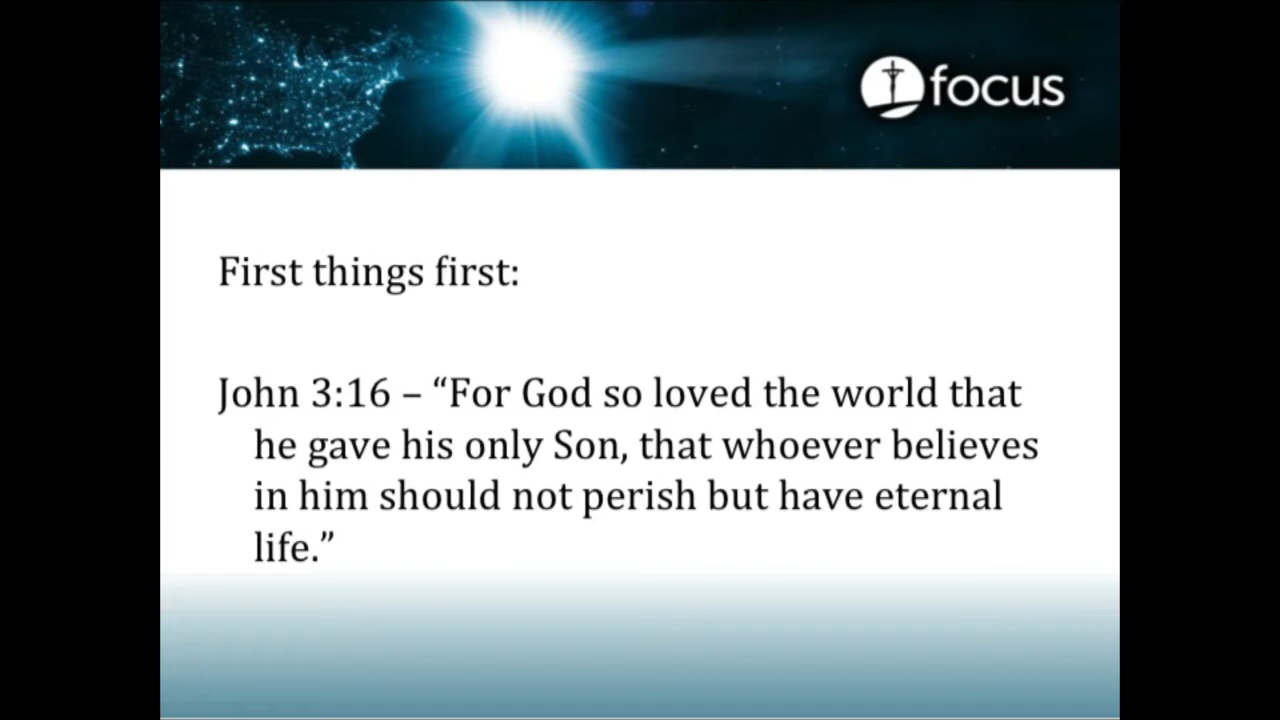 focus
First things first:
John 3:16 – “For God so loved the world that
he gave his only Son, that whoever believes
in him should not perish but have eternal
life.”